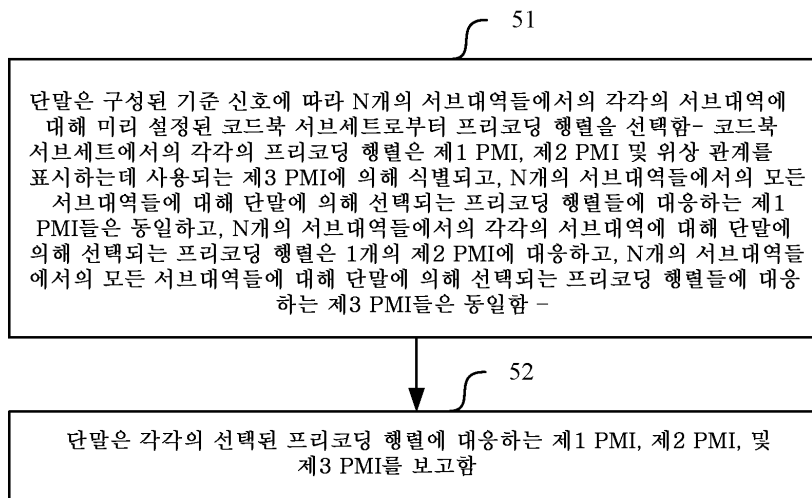 51
단말은 구성된 기준 신호에 따라 N개의 서브대역들에서의 각각의 서브대역에
대해 미리 설정된 코드북 서브세트로부터 프리코딩 행렬을 선택함- 코드북
서브세트에서의 각각의 프리코딩 행렬은 제1 PMI, 제2 PMI 및 위상 관계를
표시하는데 사용되는 제3 PMI에 의해 식별되고, N개의 서브대역들에서의 모든
서브대역들에 대해 단말에 의해 선택되는 프리코딩 행렬들에 대응하는 제1
PMI들은 동일하고, N개의 서브대역들에서의 각각의 서브대역에 대해 단말에
의해 선택되는 프리코딩 행렬은 1개의 제2 PMI에 대응하고, N개의 서브대역들
에서의 모든 서브대역들에 대해 단말에 의해 선택되는 프리코딩 행렬들에 대응
하는 제3 PMI들은 동일함 –
52
단말은 각각의 선택된 프리코딩 행렬에 대응하는 제1 PMI, 제2 PMI, 및
제3 PMI를 보고함